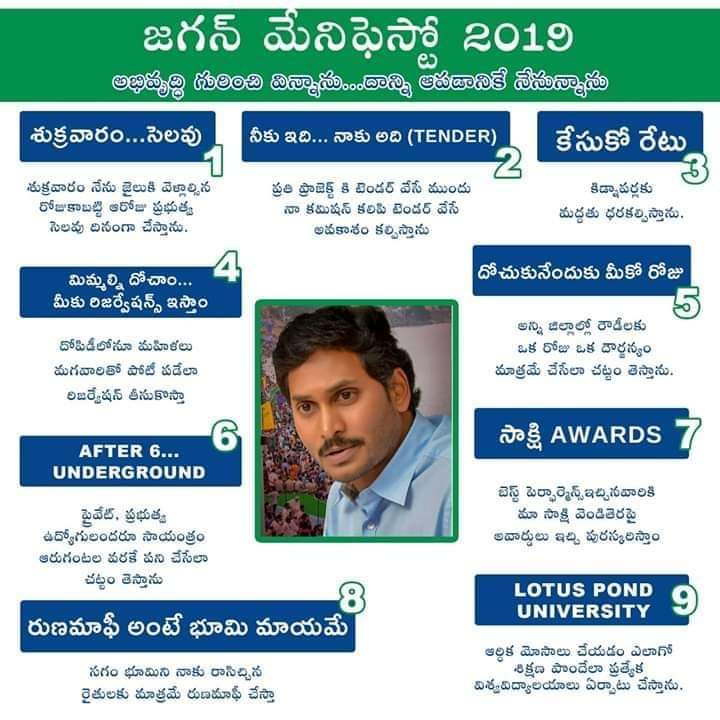 జగన్ మేనిఫెస్టో 2019
అభివృద్ధి గురించి విన్నాను...దాన్ని ఆపడానికే నేనున్నాను
శుక్రవారం...సెలవు
1
శుక్రవారం నేను జైలుకి వెళ్లాల్సిన
రోజుకాబట్టి ఆరోజు ప్రభుత్వ
సెలవు దినంగా చేస్తాను.
నీకు ఇది... నాకు అది (TENDER)
2
ప్రతి ప్రాజెక్ట్ కి టెండర్ వేసే ముందు
నా కమిషన్ కలిపి టెండర్ వేసే
అవకాశం కల్పిస్తాను
కేసుకో రేటు
3
కిడ్నాపర్లకు
మద్దతు ధరకల్పిస్తాను.
మిమ్మల్ని దోచాం...
మీకు రిజర్వేషన్స్ ఇస్తాం
4
దోపిడీలోనూ మహిళలు
మగవారితో పోటీ పడేలా
రిజర్వేషన్ తీసుకొస్తా
దోచుకునేందుకు మీకో రోజు
5
అన్ని జిల్లాల్లో రౌడీలకు
ఒక రోజు ఒక దౌర్జన్యం
మాత్రమే చేసేలా చట్టం తెస్తాను.
AFTER 6...
UNDERGROUND
6
ప్రైవేట్, ప్రభుత్వ
ఉద్యోగులందరూ సాయంత్రం
ఆరుగంటల వరకే పని చేసేలా
చట్టం తెస్తాను
సాక్షి AWARDS
7
బెస్ట్ పెర్ఫార్మెన్స్ఇచ్చినవారికి
మా సాక్షి వెండితెరపై
అవార్డులు ఇచ్చి పురస్కరిస్తాం
రుణమాఫీ అంటే భూమి మాయమే
8
సగం భూమిని నాకు రాసిచ్చిన
రైతులకు మాత్రమే రుణమాఫీ చేస్తా
LOTUS POND
UNIVERSITY
9
ఆర్థిక మోసాలు చేయడం ఎలాగో
శిక్షణ పొందేలా ప్రత్యేక
విశ్వవిద్యాలయాలు ఏర్పాటు చేస్తాను.